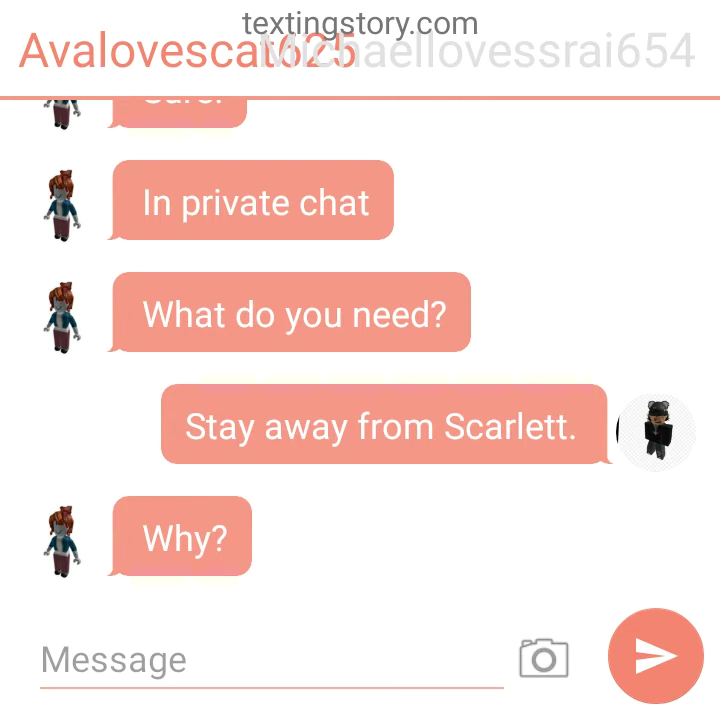 textingstory.com
Avalovescat625
In private chat
What do you need?
Stay away from Scarlett.
Why?
Message